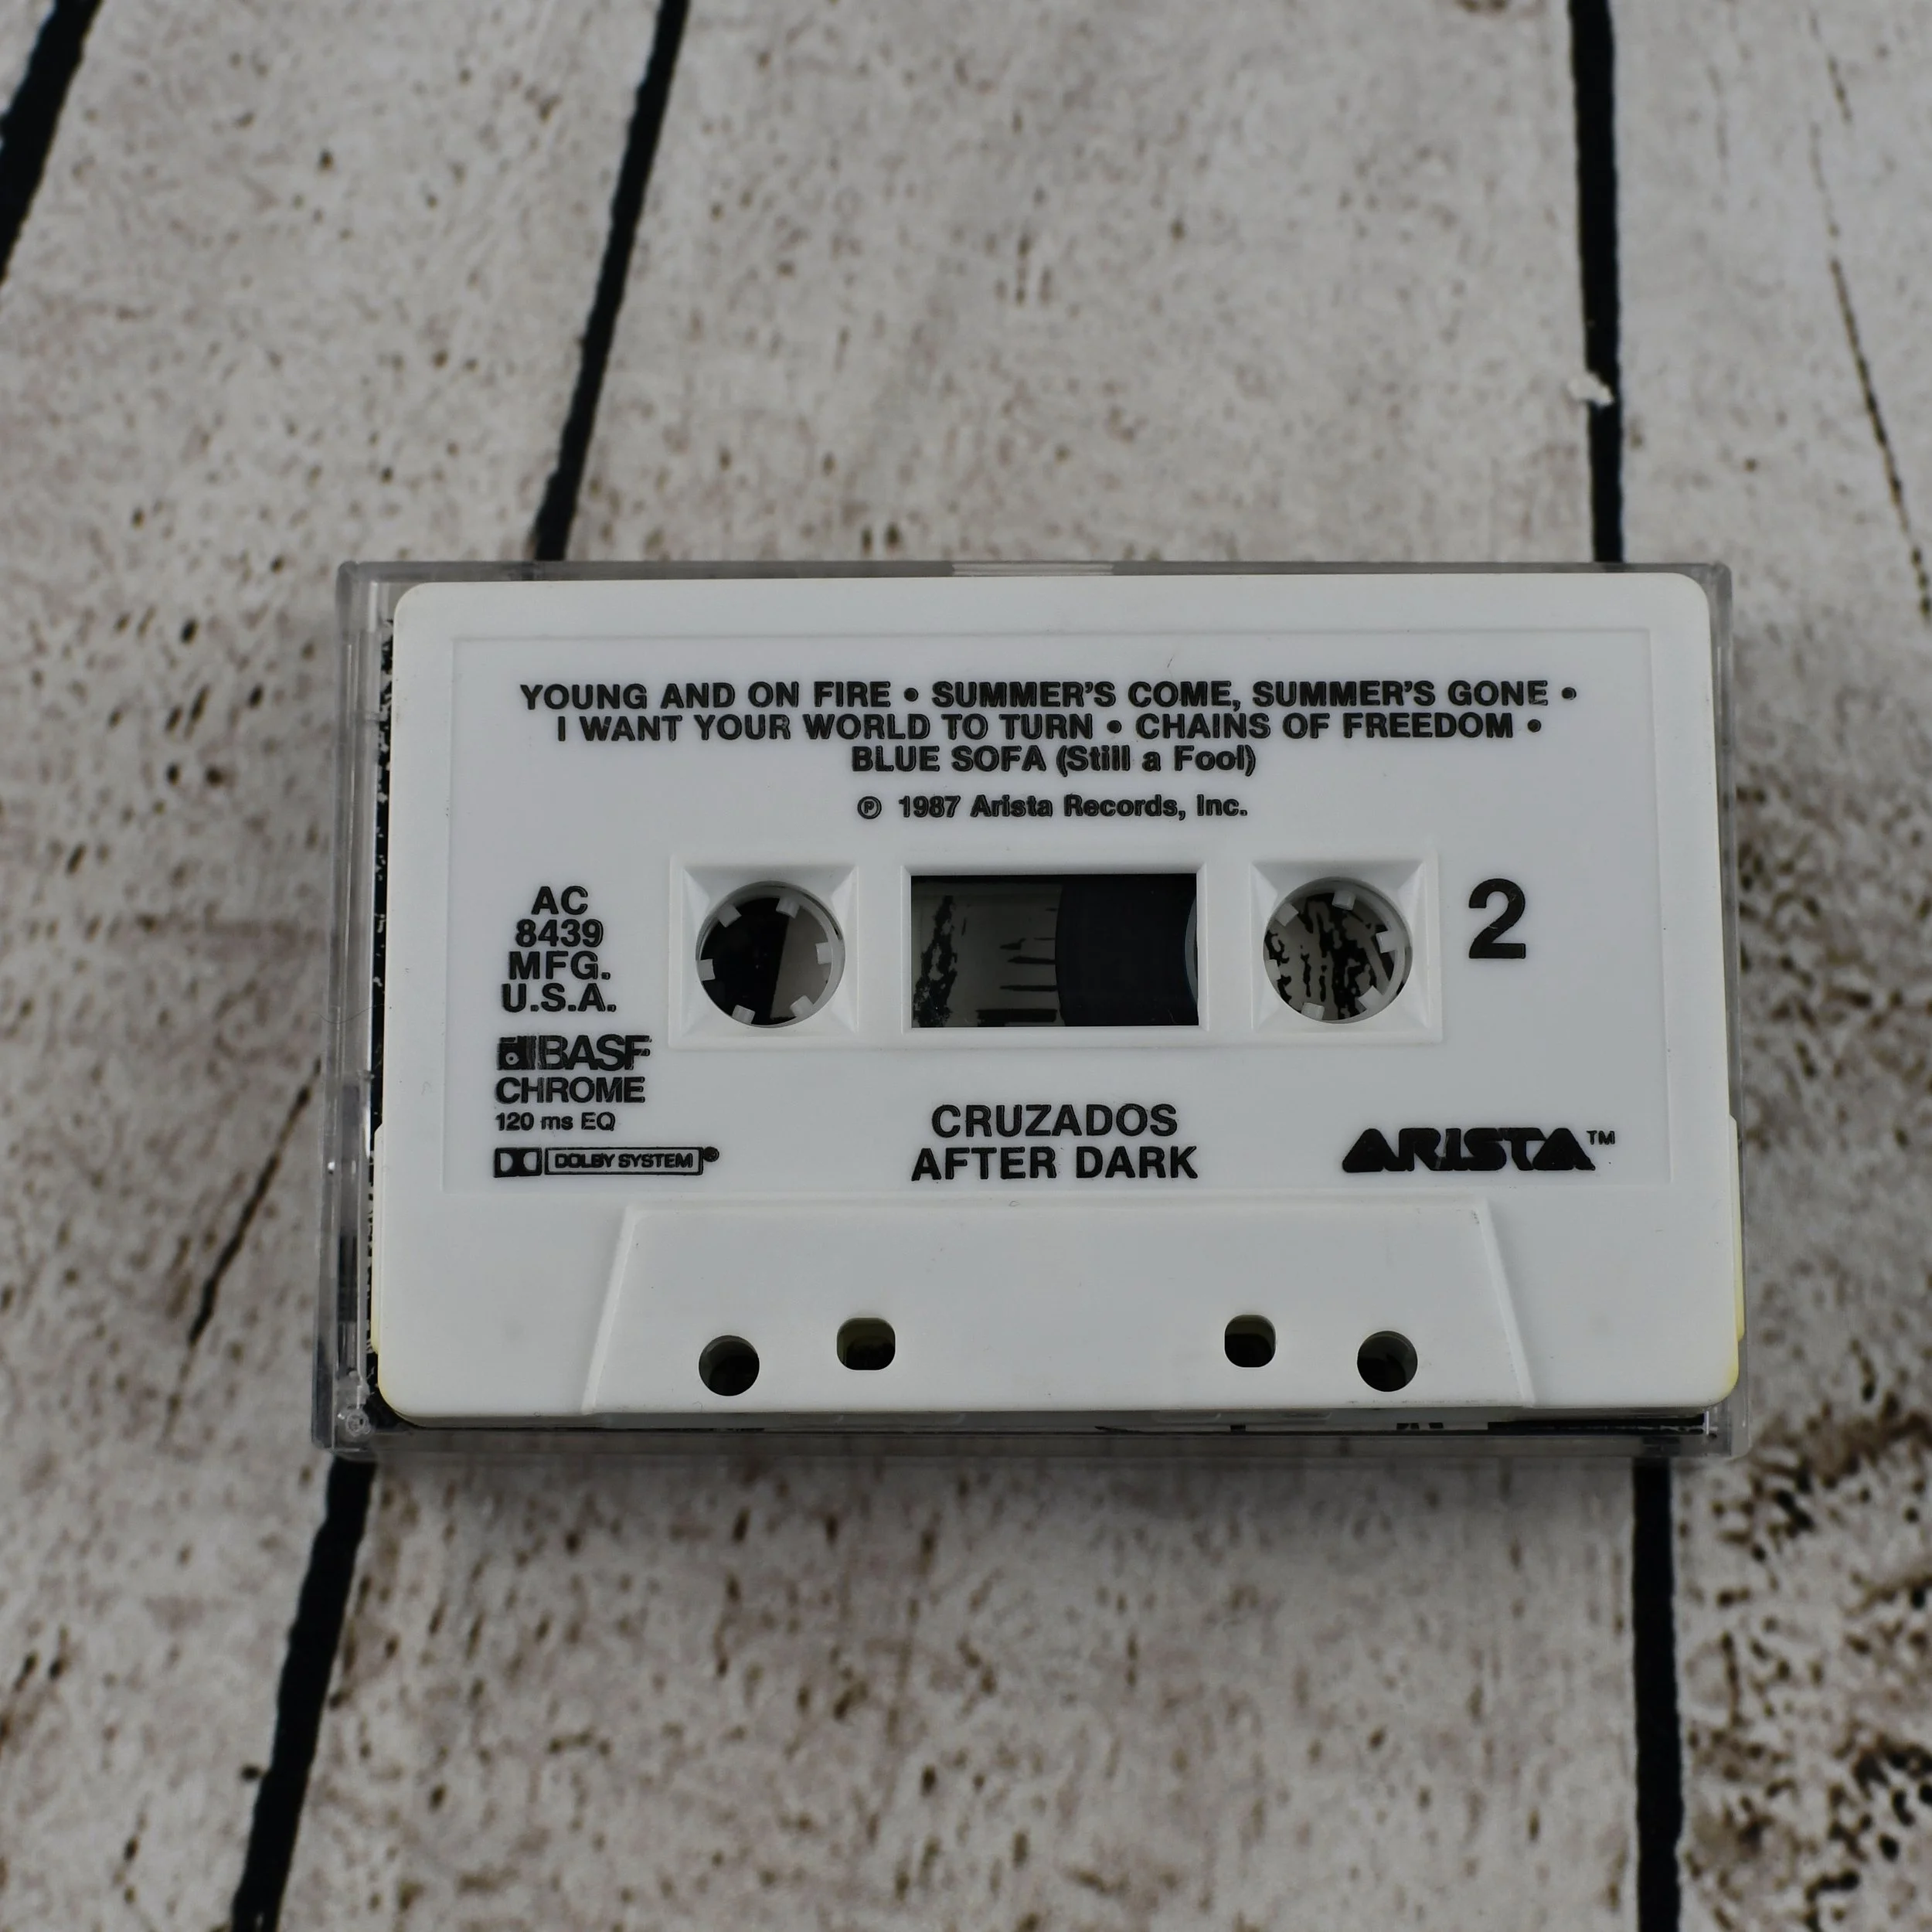 YOUNG AND ON FIRE • SUMMER'S COME, SUMMER'S GONE •
I WANT YOUR WORLD TO TURN • CHAINS OF FREEDOM •
BLUE SOFA (Still a Fool)
℗ 1987 Arista Records, Inc.
AC
8439
MFG.
U.S.A.
2
BASF
CHROME
120 ms EQ
DOLBY SYSTEM®
CRUZADOS
AFTER DARK
ARISTA™